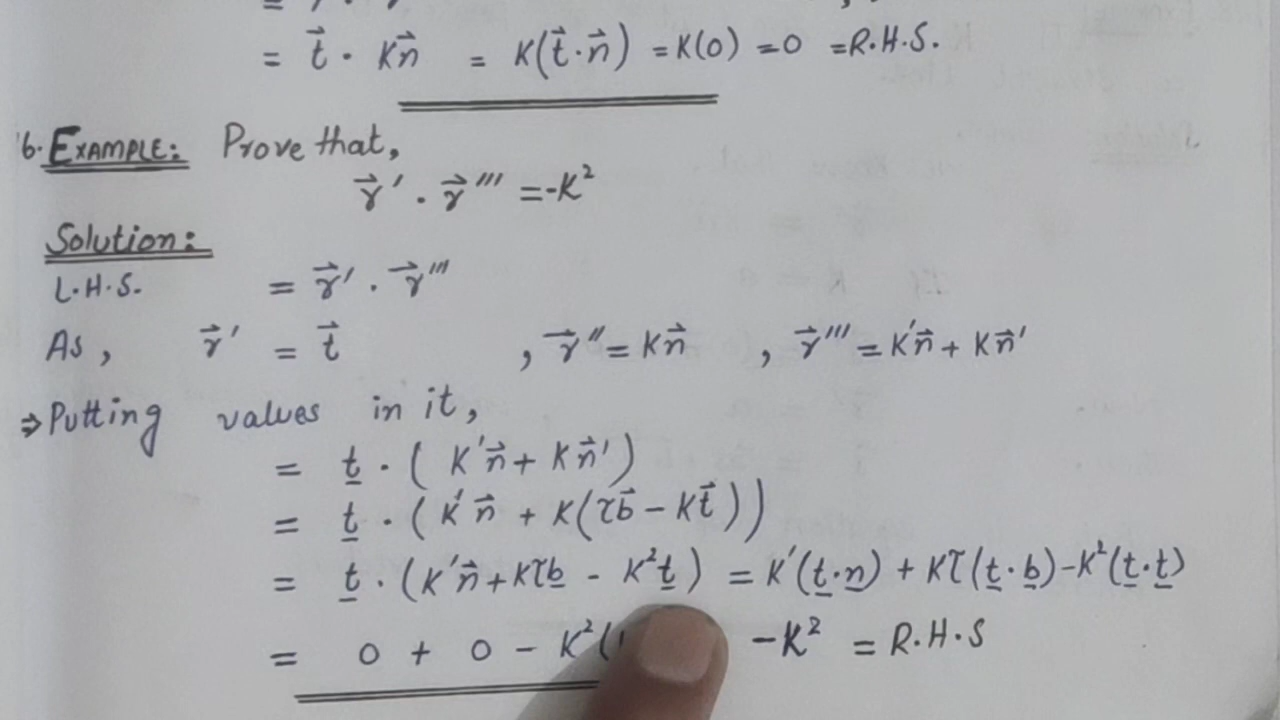 = t⃗ · Kn⃗ = K(t⃗·n⃗) = K(0) = 0 = R.H.S.
6. EXAMPLE: Prove that,
r⃗′ · r⃗′′′ = -K²
Solution:
L.H.S. = r⃗′ · r⃗′′′
As, r⃗′ = t⃗ , r⃗′′ = Kn⃗ , r⃗′′′ = K′n⃗ + Kn⃗′
⇒ Putting values in it,
= t̲ · ( K′n⃗ + Kn⃗′ )
= t̲ · ( K′n⃗ + K(τb⃗ - Kt⃗ ))
= t̲ · (K′n⃗ + Kτb̲ - K²t̲ ) = K′(t̲·n̲) + Kτ(t̲·b̲) - K²(t̲·t̲)
= 0 + 0 - K²( -K² = R.H.S